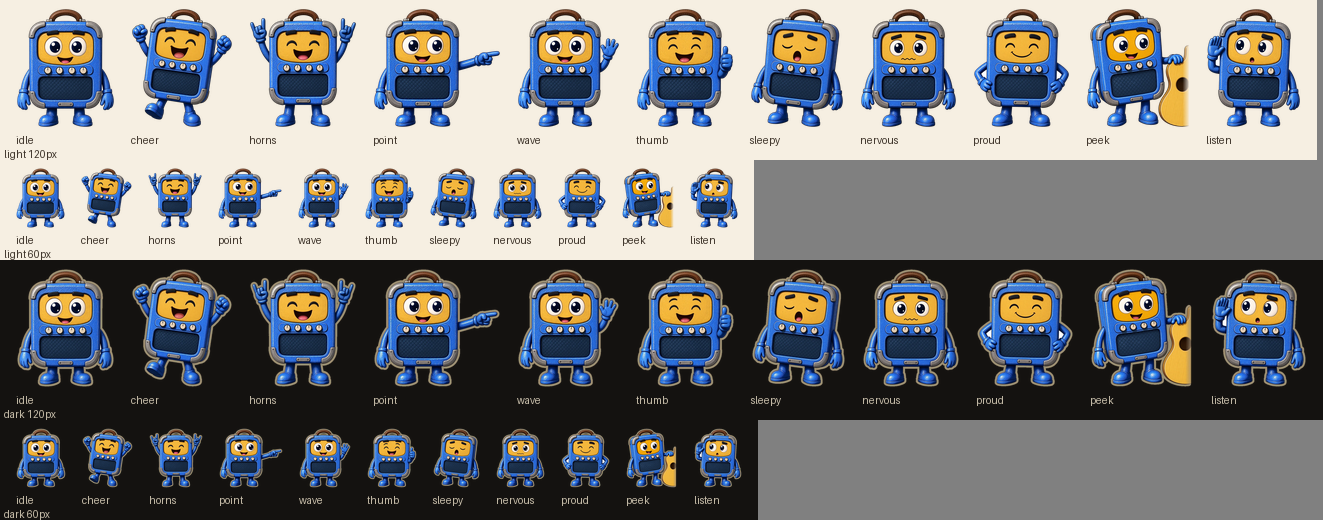 idle cheer horns point wave thumb sleepy nervous proud peek listen
light 120px
idle cheer horns point wave thumb sleepy nervous proud peek listen
light 60px
idle cheer horns point wave thumb sleepy nervous proud peek listen
dark 120px
idle cheer horns point wave thumb sleepy nervous proud peek listen
dark 60px